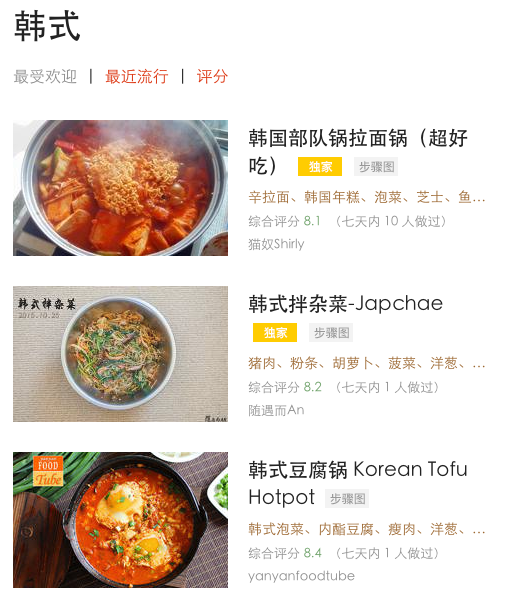 韩式
最受欢迎 | 最近流行 | 评分
韩国部队锅拉面锅（超好
吃） 独家 步骤图
辛拉面、韩国年糕、泡菜、芝士、鱼...
综合评分 8.1 （七天内 10 人做过）
猫奴Shirly
韩式拌杂菜
2015.10.25
韩式拌杂菜-Japchae
独家 步骤图
猪肉、粉条、胡萝卜、菠菜、洋葱、...
综合评分 8.2 （七天内 1 人做过）
随遇而An
FOOD
Tube
韩式豆腐锅 Korean Tofu
Hotpot 步骤图
韩式泡菜、内酯豆腐、瘦肉、洋葱、...
综合评分 8.4 （七天内 1 人做过）
yanyanfoodtube